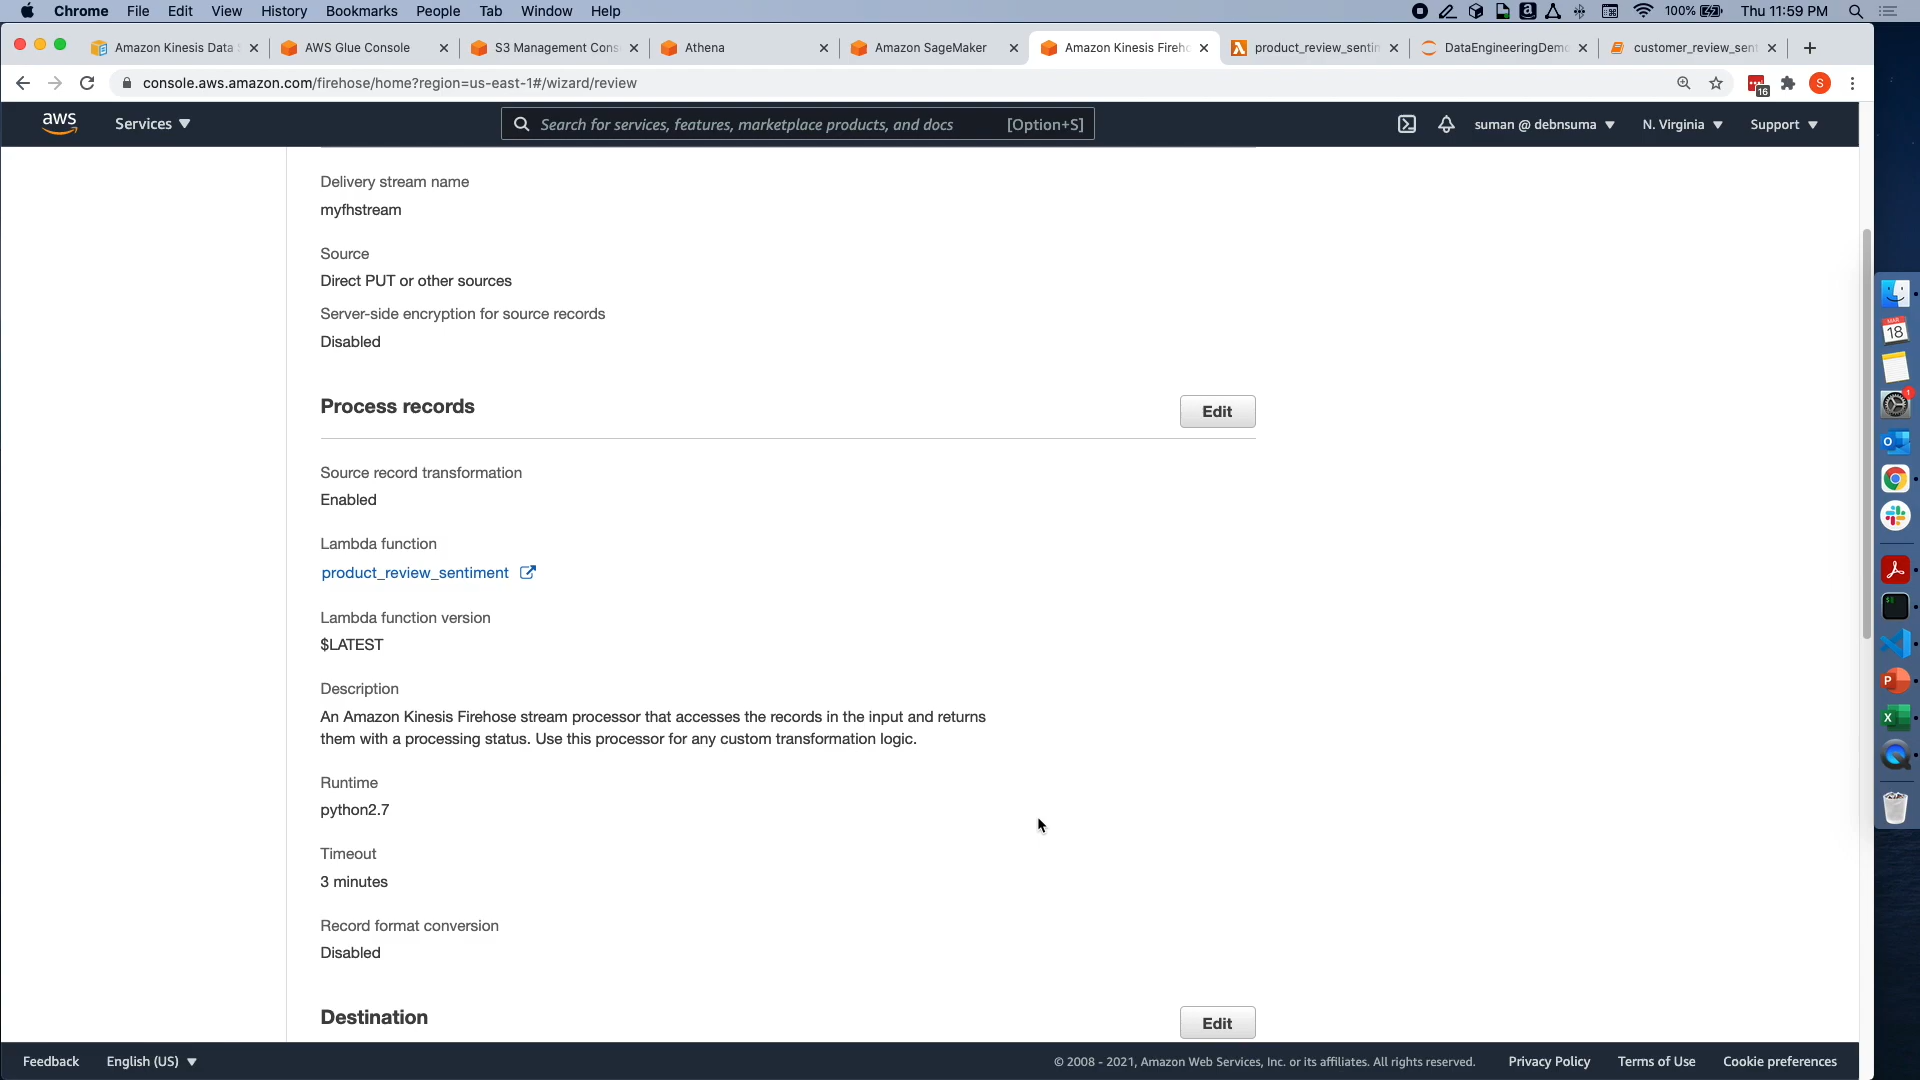 Chrome File Edit View History Bookmarks People Tab Window Help
100% Thu 11:59 PM
Amazon Kinesis Data
AWS Glue Console
S3 Management Cons
Athena
Amazon SageMaker
Amazon Kinesis Fireh
product_review_sentin
DataEngineeringDemo
customer_review_sen
console.aws.amazon.com/firehose/home?region=us-east-1#/wizard/review
16
S
aws
Services
Search for services, features, marketplace products, and docs [Option+S]
suman @ debnsuma
N. Virginia
Support
Delivery stream name
myfhstream
Source
Direct PUT or other sources
Server-side encryption for source records
Disabled
Process records
Edit
Source record transformation
Enabled
Lambda function
product_review_sentiment
Lambda function version
$LATEST
Description
An Amazon Kinesis Firehose stream processor that accesses the records in the input and returns
them with a processing status. Use this processor for any custom transformation logic.
Runtime
python2.7
Timeout
3 minutes
Record format conversion
Disabled
Destination
Edit
Feedback
English (US)
© 2008 - 2021, Amazon Web Services, Inc. or its affiliates. All rights reserved.
Privacy Policy
Terms of Use
Cookie preferences
MAR
18
1